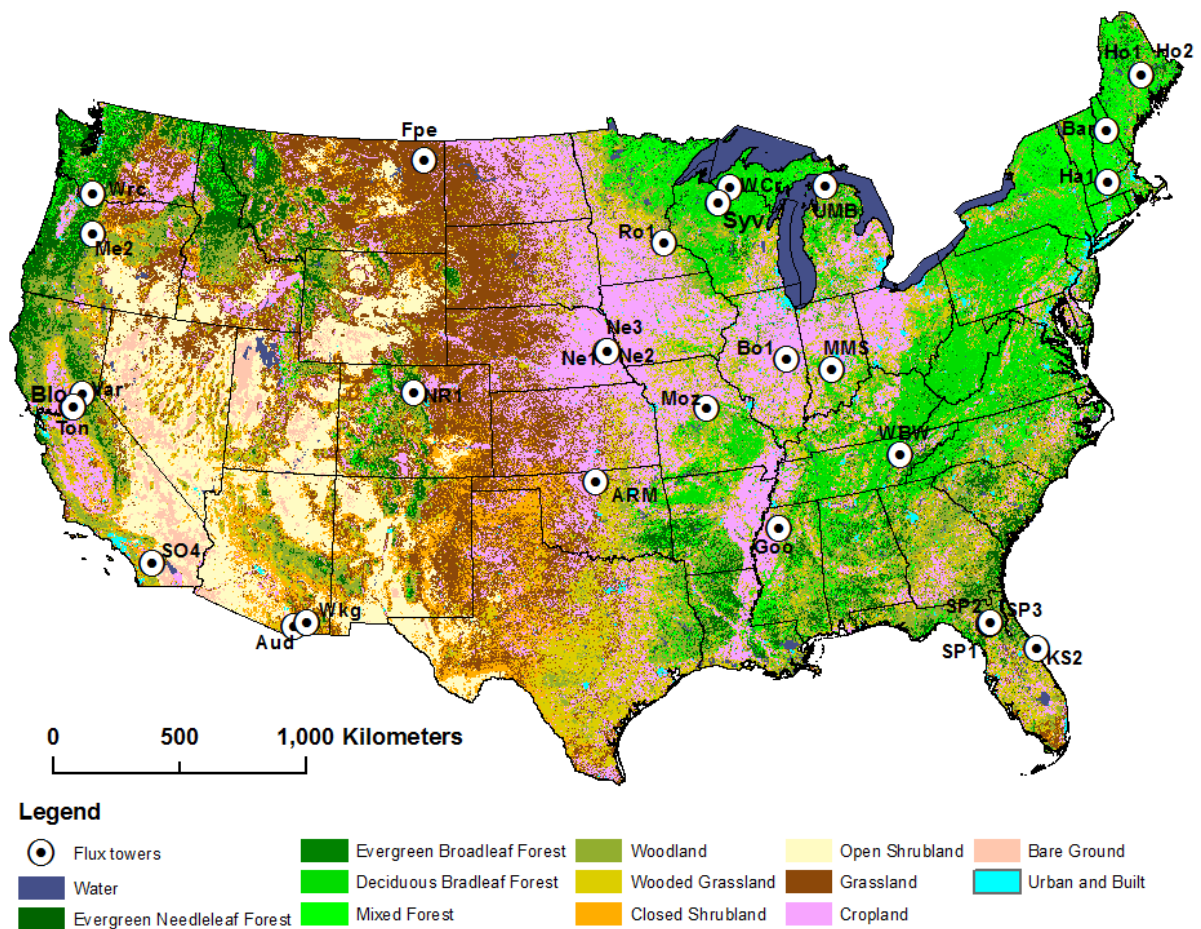 Ho1 Ho2
Fpe
Bar
Wrc
WCr
Ha1
Syv
UMB
Me2
Ro1
Ne3
Ne1 Ne2
Bo1
MMS
Blo Var
NR1
Moz
Ton
WBW
ARM
Goo
SO4
Wkg
SP2 SP3
Aud
SP1
KS2
0 500 1,000 Kilometers
Legend
Flux towers
Water
Evergreen Needleleaf Forest
Evergreen Broadleaf Forest
Deciduous Bradleaf Forest
Mixed Forest
Woodland
Wooded Grassland
Closed Shrubland
Open Shrubland
Grassland
Cropland
Bare Ground
Urban and Built